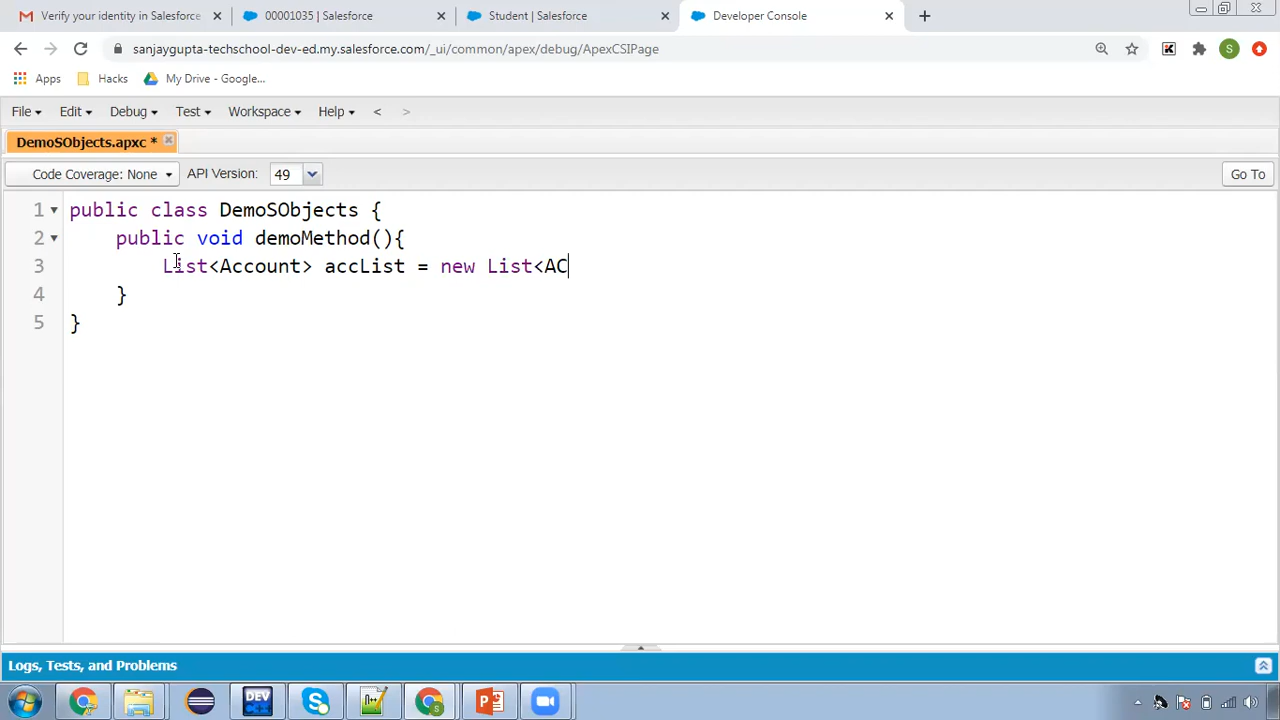 Verify your identity in Salesforce
00001035 | Salesforce
Student | Salesforce
Developer Console
sanjaygupta-techschool-dev-ed.my.salesforce.com/_ui/common/apex/debug/ApexCSIPage
S
Apps
Hacks
My Drive - Google...
File
Edit
Debug
Test
Workspace
Help
<
>
DemoSObjects.apxc *
Code Coverage: None
API Version:
49
Go To
1 public class DemoSObjects {
2 public void demoMethod(){
3 List<Account> accList = new List<AC
4 }
5 }
Logs, Tests, and Problems